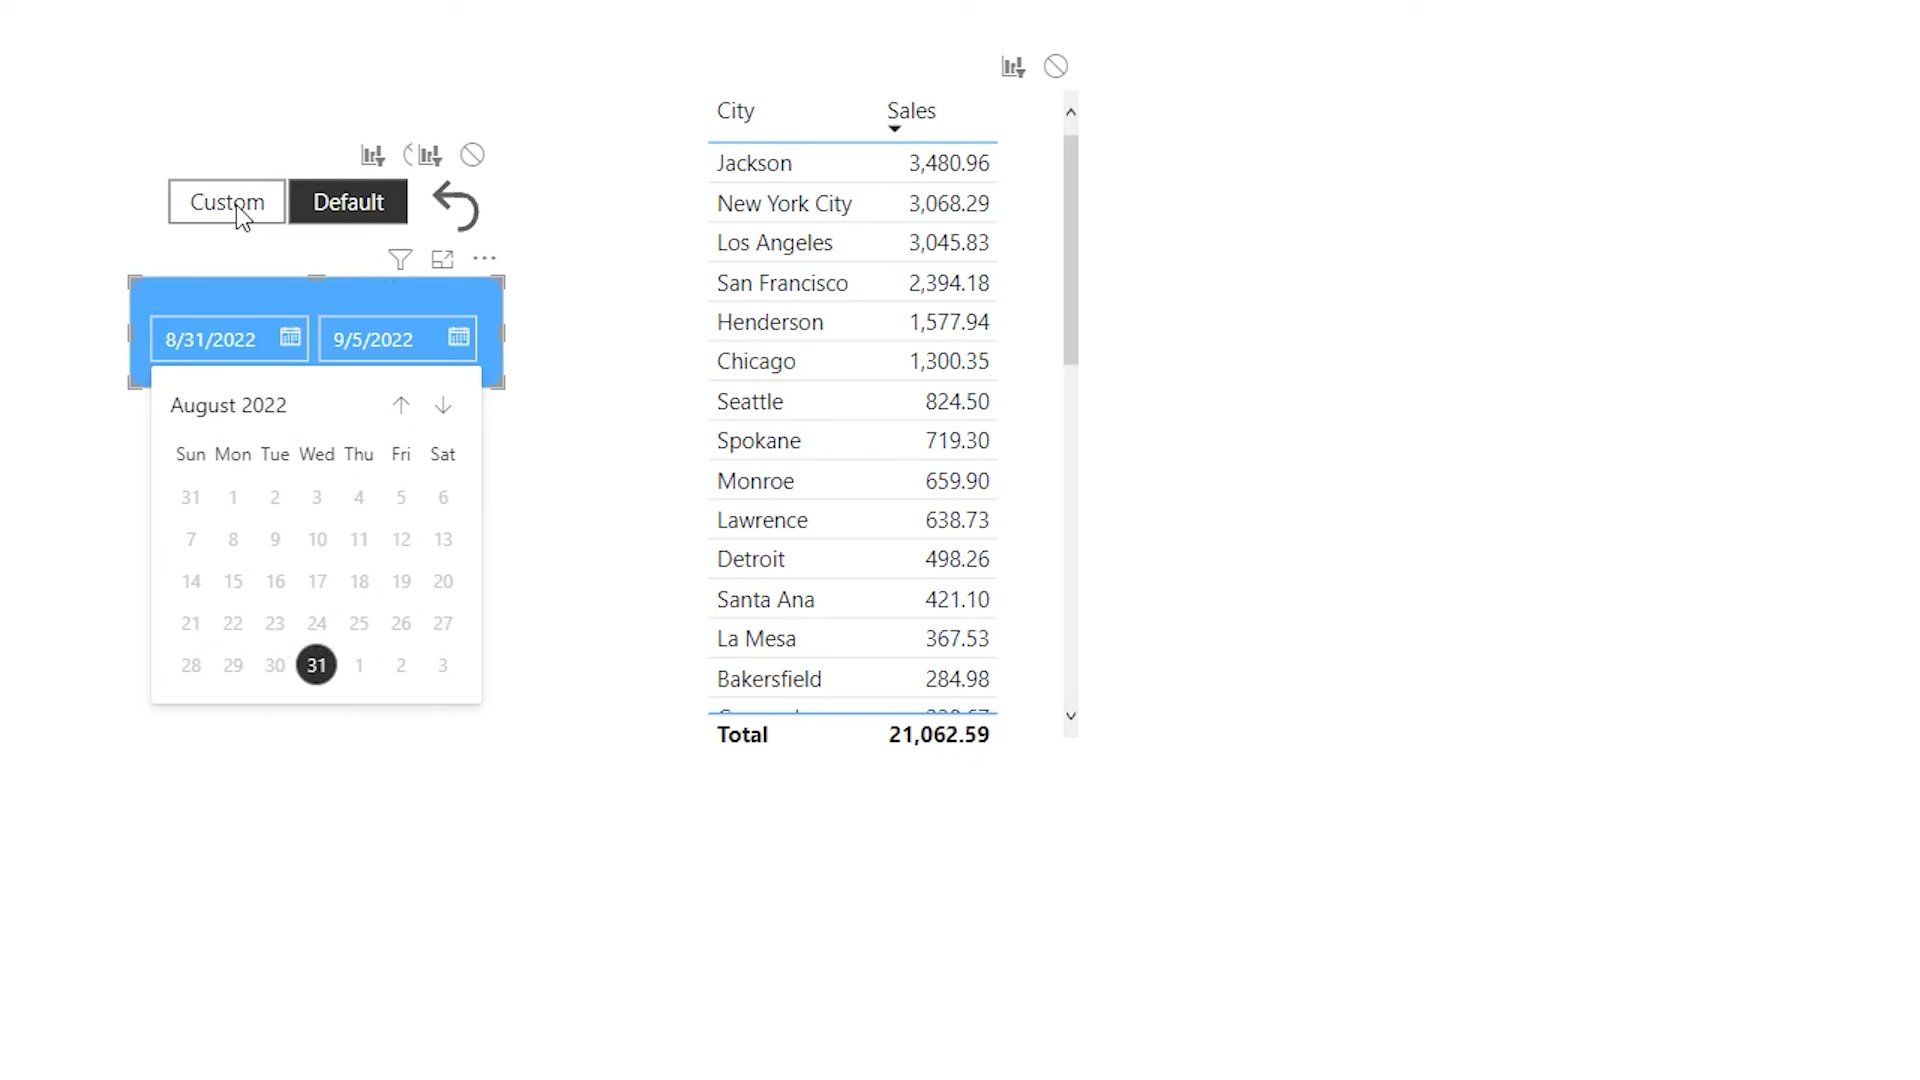 Custom Default
8/31/2022 9/5/2022
August 2022
Sun Mon Tue Wed Thu Fri Sat
31 1 2 3 4 5 6
7 8 9 10 11 12 13
14 15 16 17 18 19 20
21 22 23 24 25 26 27
28 29 30 31 1 2 3
City Sales
Jackson 3,480.96
New York City 3,068.29
Los Angeles 3,045.83
San Francisco 2,394.18
Henderson 1,577.94
Chicago 1,300.35
Seattle 824.50
Spokane 719.30
Monroe 659.90
Lawrence 638.73
Detroit 498.26
Santa Ana 421.10
La Mesa 367.53
Bakersfield 284.98
Total 21,062.59